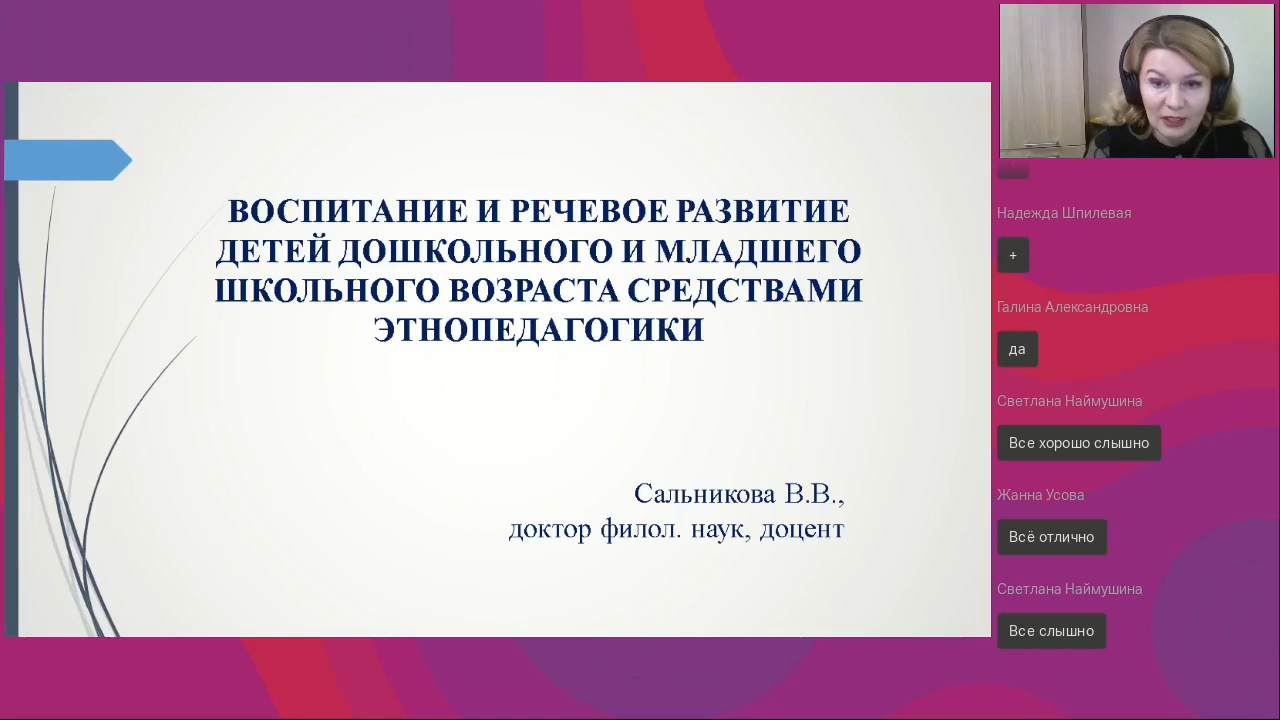 ВОСПИТАНИЕ И РЕЧЕВОЕ РАЗВИТИЕ
ДЕТЕЙ ДОШКОЛЬНОГО И МЛАДШЕГО
ШКОЛЬНОГО ВОЗРАСТА СРЕДСТВАМИ
ЭТНОПЕДАГОГИКИ
Сальникова В.В.,
доктор филол. наук, доцент
Надежда Шпилевая
+
Галина Александровна
да
Светлана Наймушина
Все хорошо слышно
Жанна Усова
Всё отлично
Светлана Наймушина
Все слышно